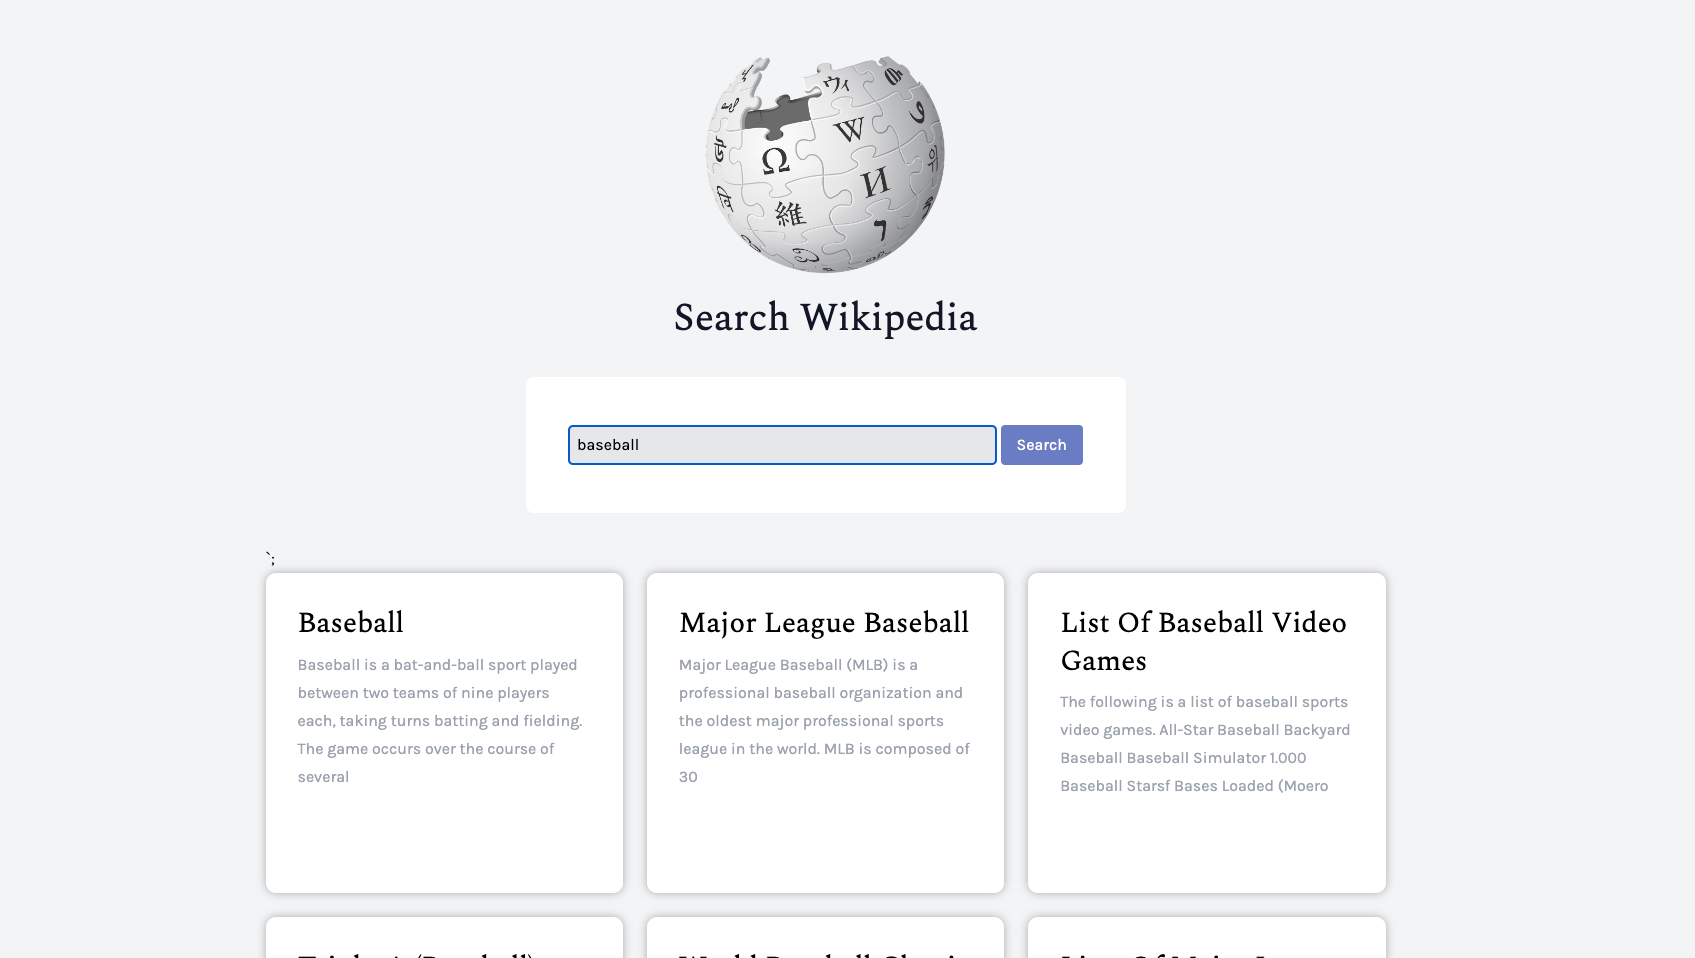 Ω
W
И
維
ウィ
위
Search Wikipedia
baseball
Search
`;
Baseball
Baseball is a bat-and-ball sport played
between two teams of nine players
each, taking turns batting and fielding.
The game occurs over the course of
several
Major League Baseball
Major League Baseball (MLB) is a
professional baseball organization and
the oldest major professional sports
league in the world. MLB is composed of
30
List Of Baseball Video
Games
The following is a list of baseball sports
video games. All-Star Baseball Backyard
Baseball Baseball Simulator 1.000
Baseball Starsf Bases Loaded (Moero